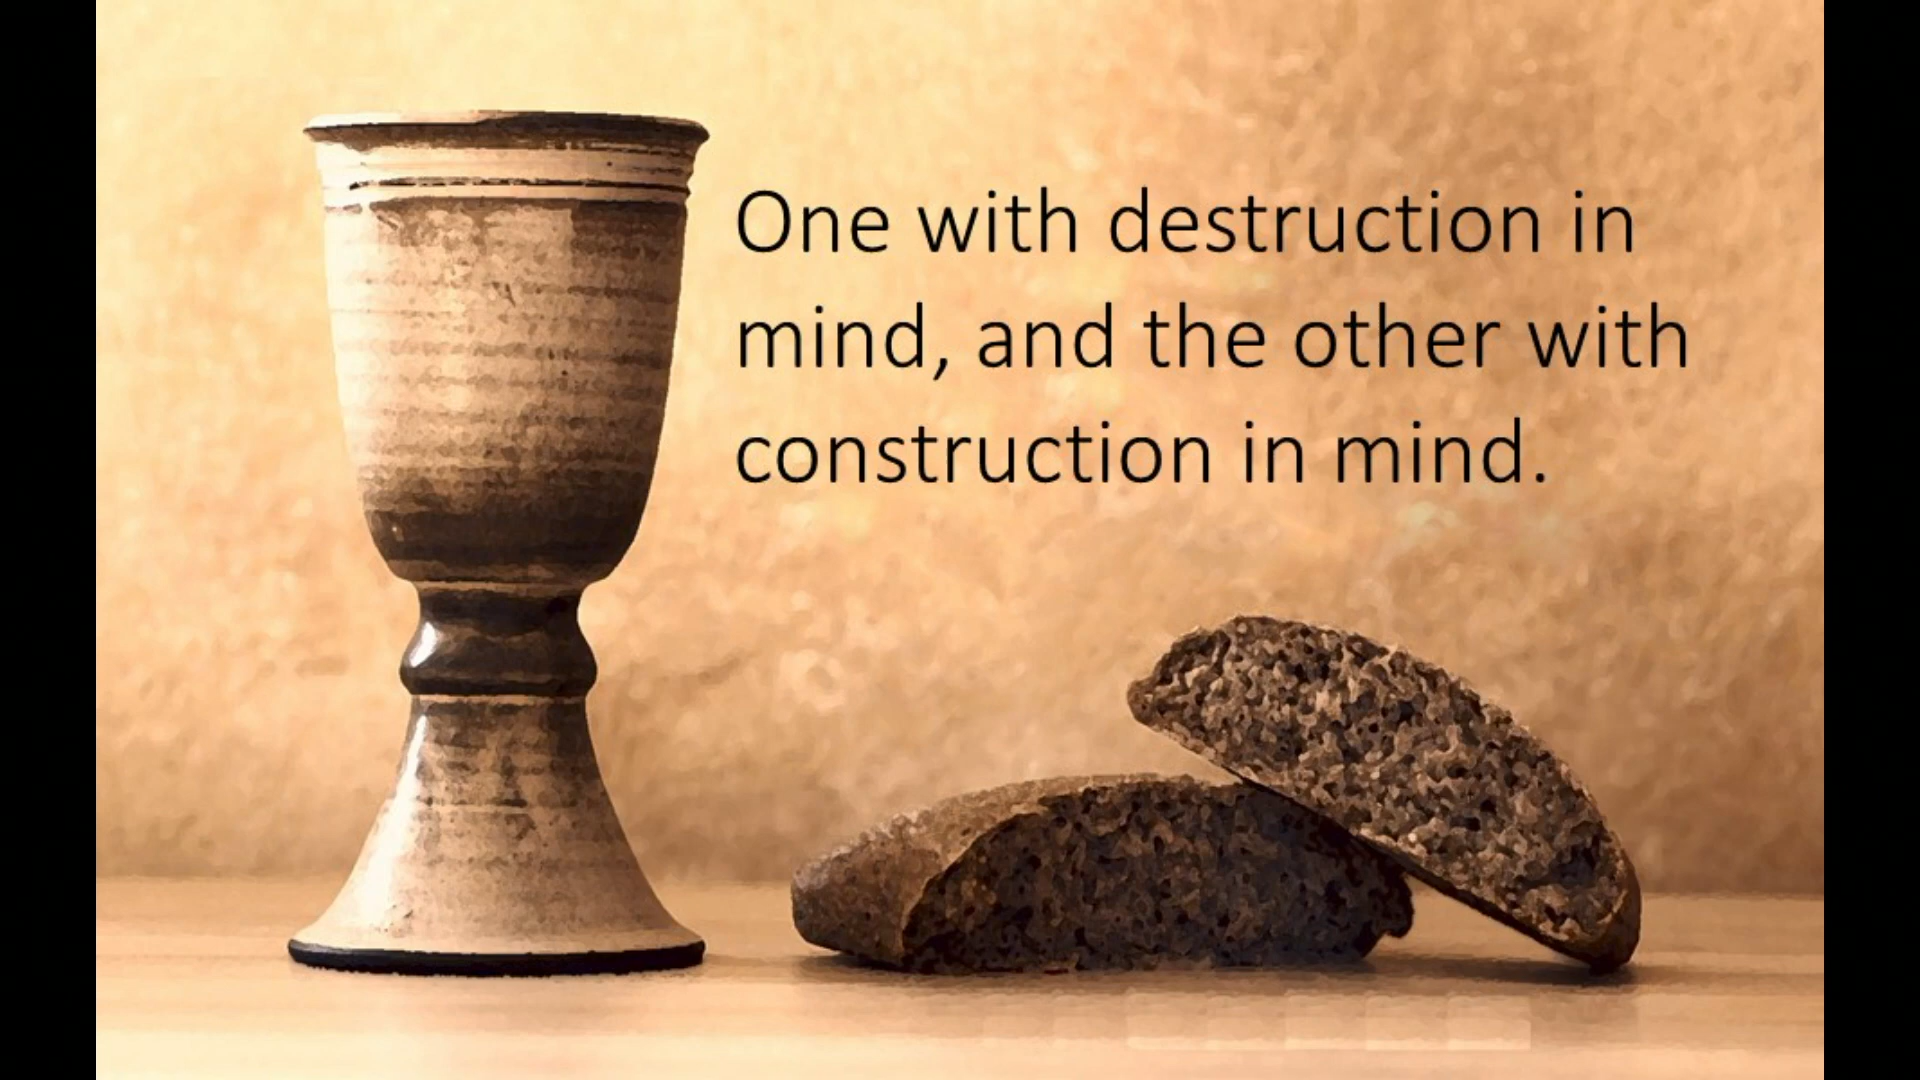 One with destruction in
mind, and the other with
construction in mind.